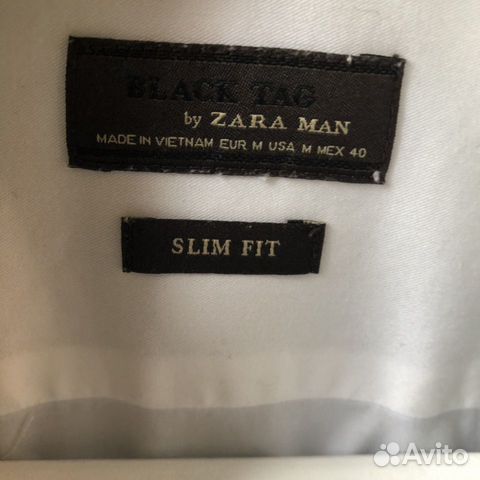 BLACK TAG
by ZARA MAN
MADE IN VIETNAM EUR M USA M MEX 40
SLIM FIT
Avito